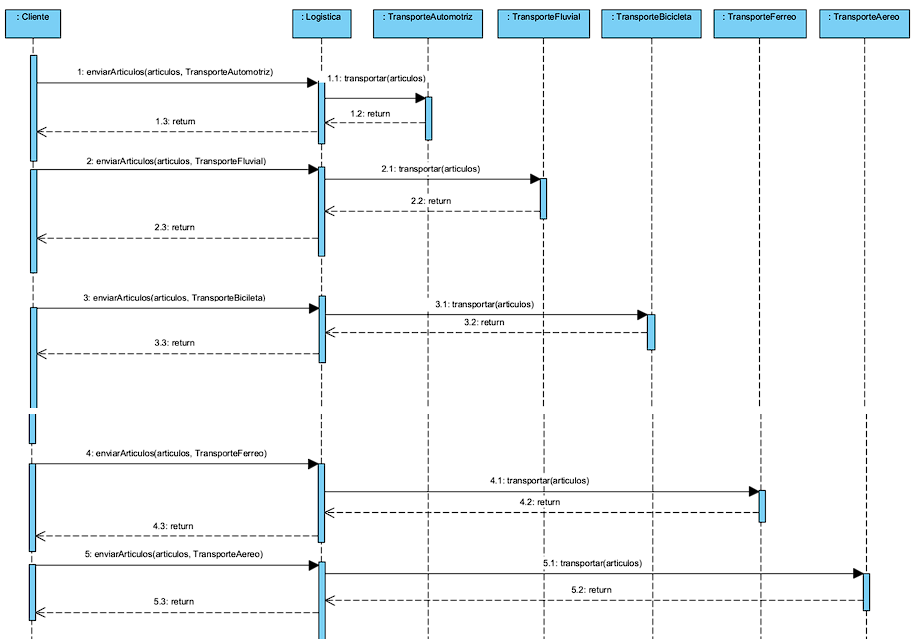 : Cliente
: Logistica
: TransporteAutomotriz
: TransporteFluvial
: TransporteBicicleta
: TransporteFerreo
: TransporteAereo
1: enviarArticulos(articulos, TransporteAutomotriz)
1.1: transportar(articulos)
1.2: return
1.3: return
2: enviarArticulos(articulos, TransporteFluvial)
2.1: transportar(articulos)
2.2: return
2.3: return
3: enviarArticulos(articulos, TransporteBicileta)
3.1: transportar(articulos)
3.2: return
3.3: return
4: enviarArticulos(articulos, TransporteFerreo)
4.1: transportar(articulos)
4.2: return
4.3: return
5: enviarArticulos(articulos, TransporteAereo)
5.1: transportar(articulos)
5.2: return
5.3: return